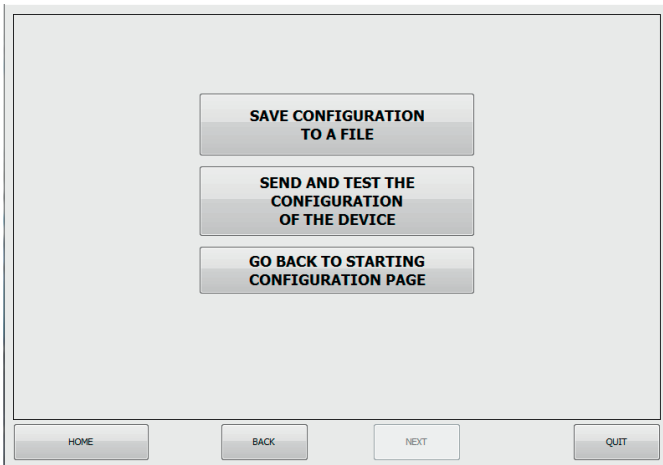 SAVE CONFIGURATION
TO A FILE
SEND AND TEST THE
CONFIGURATION
OF THE DEVICE
GO BACK TO STARTING
CONFIGURATION PAGE
HOME
BACK
NEXT
QUIT